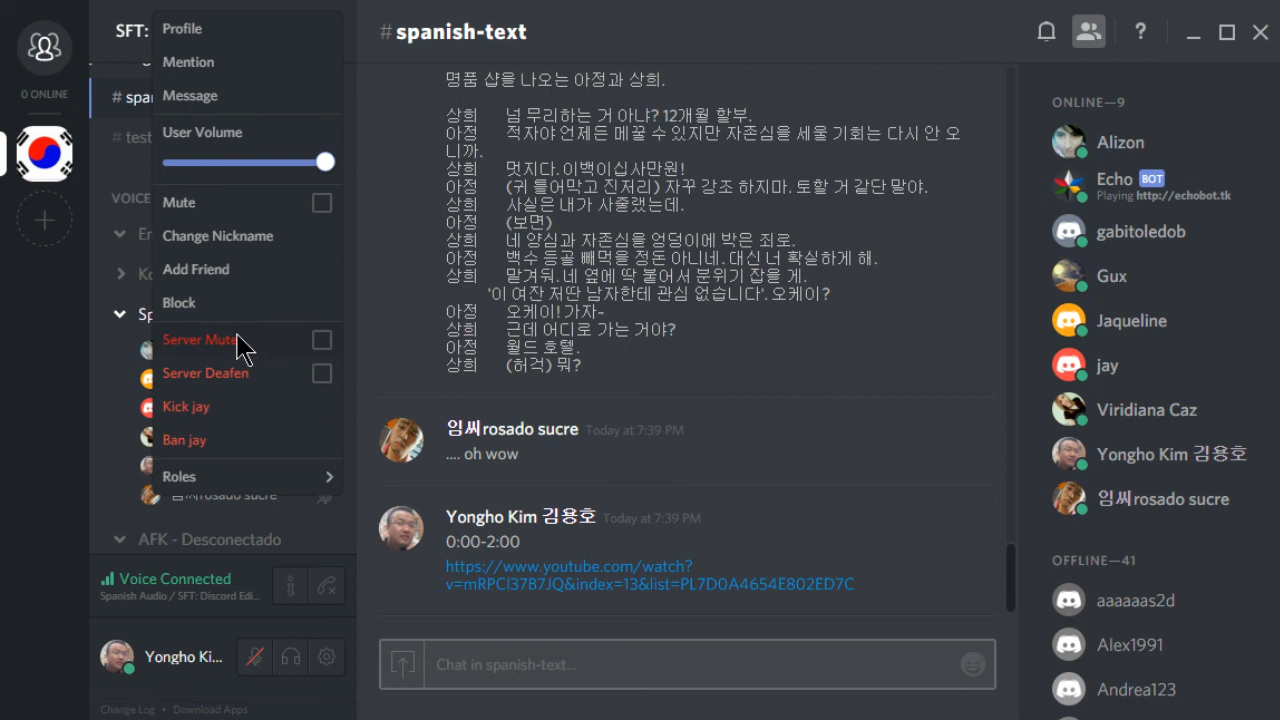 0 ONLINE
SFT:
# spa
# test
VOICE
Sp
임씨rosado sucre
AFK - Desconectado
Voice Connected
Spanish Audio / SFT: Discord Edi...
Yongho Ki...
Change Log • Download Apps
Profile
Mention
Message
User Volume
Mute
Change Nickname
Add Friend
Block
Server Mute
Server Deafen
Kick jay
Ban jay
Roles
# spanish-text
명품 샵을 나오는 아정과 상희.
상희 넘 무리하는 거 아냐? 12개월 할부.
아정 적자야 언제든 메꿀 수 있지만 자존심을 세울 기회는 다시 안 오
니까.
상희 멋지다. 이백이십사만원!
아정 (귀 틀어막고 진저리) 자꾸 강조 하지마. 토할 거 같단 말야.
상희 사실은 내가 사줄랬는데.
아정 (보면)
상희 네 양심과 자존심을 엉덩이에 박은 죄로.
아정 백수 등골 빼먹을 정돈 아니네. 대신 너 확실하게 해.
상희 맡겨둬. 네 옆에 딱 붙어서 분위기 잡을 게.
'이 여잔 저딴 남자한테 관심 없습니다'. 오케이?
아정 오케이! 가자~
상희 근데 어디로 가는 거야?
아정 월드 호텔.
상희 (허걱) 뭐?
임씨rosado sucre Today at 7:39 PM
.... oh wow
Yongho Kim 김용호 Today at 7:39 PM
0:00-2:00
https://www.youtube.com/watch?
v=mRPCI37B7JQ&index=13&list=PL7D0A4654E802ED7C
Chat in spanish-text...
ONLINE—9
Alizon
Echo BOT
Playing http://echobot.tk
gabitoledob
Gux
Jaqueline
jay
Viridiana Caz
Yongho Kim 김용호
임씨rosado sucre
OFFLINE—41
aaaaaas2d
Alex1991
Andrea123